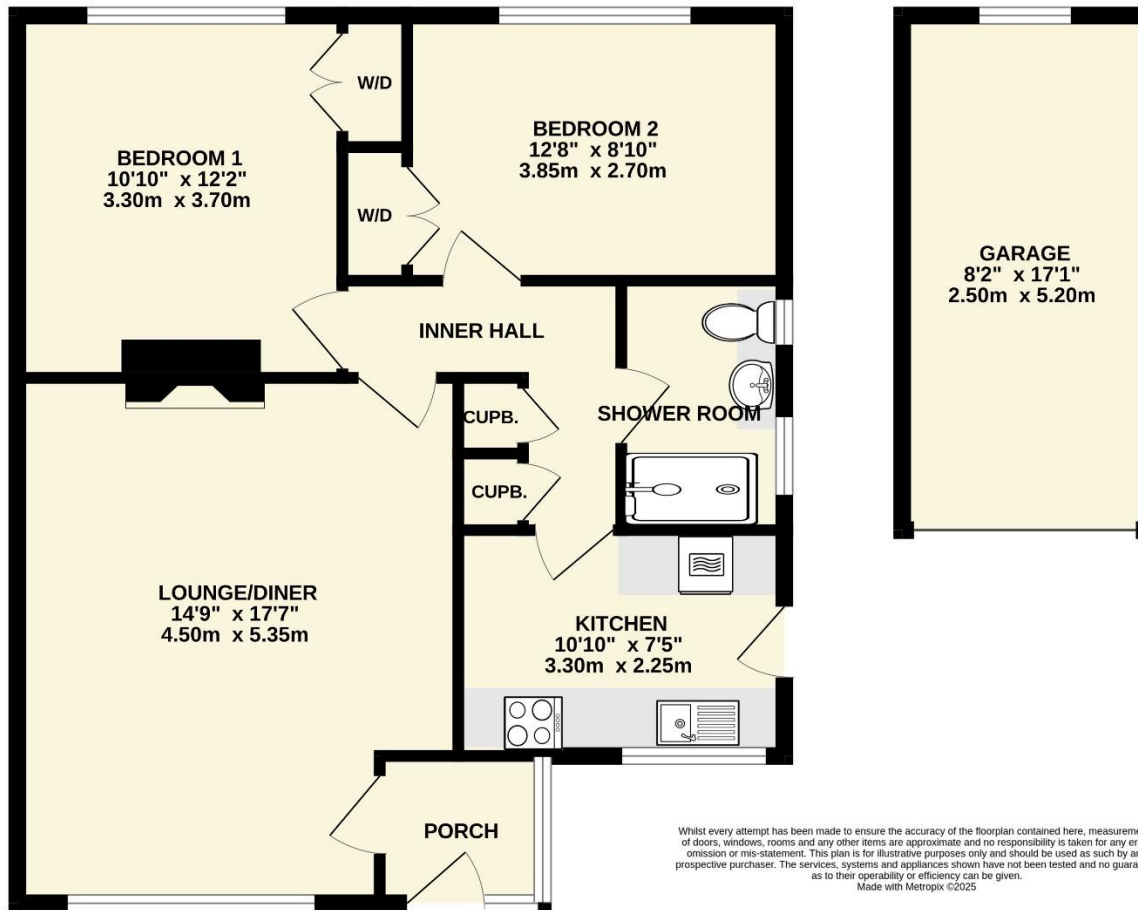 W/D
BEDROOM 1
10'10" x 12'2"
3.30m x 3.70m
W/D
BEDROOM 2
12'8" x 8'10"
3.85m x 2.70m
GARAGE
8'2" x 17'1"
2.50m x 5.20m
INNER HALL
SHOWER ROOM
CUPB.
CUPB.
LOUNGE/DINER
14'9" x 17'7"
4.50m x 5.35m
KITCHEN
10'10" x 7'5"
3.30m x 2.25m
PORCH
Whilst every attempt has been made to ensure the accuracy of the floorplan contained here, measureme
of doors, windows, rooms and any other items are approximate and no responsibility is taken for any er
omission or mis-statement. This plan is for illustrative purposes only and should be used as such by an
prospective purchaser. The services, systems and appliances shown have not been tested and no guara
as to their operability or efficiency can be given.
Made with Metropix ©2025